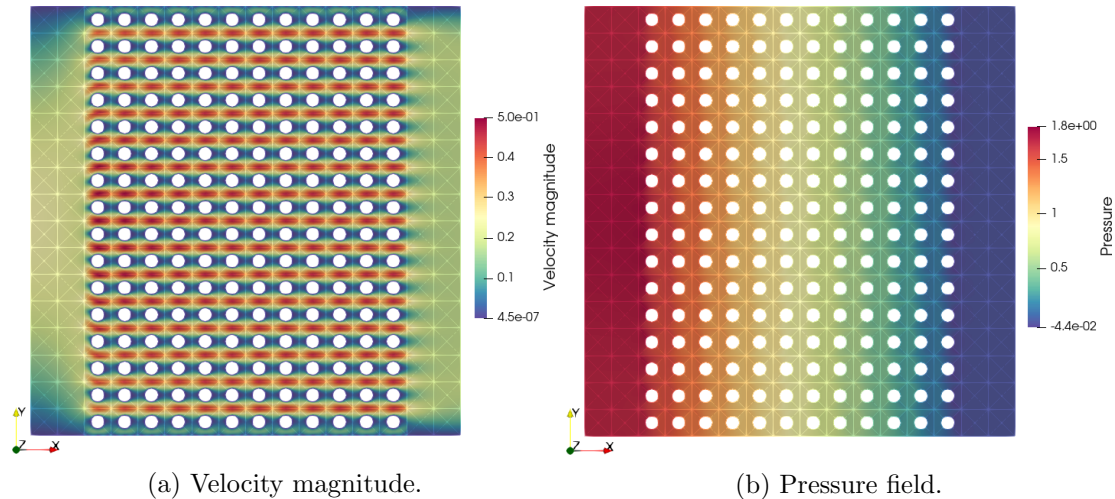 5.0e-01
0.4
0.3
0.2
0.1
4.5e-07
Velocity magnitude
Y
Z
X
1.8e+00
1.5
1
0.5
-4.4e-02
Pressure
Y
Z
X
(a) Velocity magnitude.
(b) Pressure field.